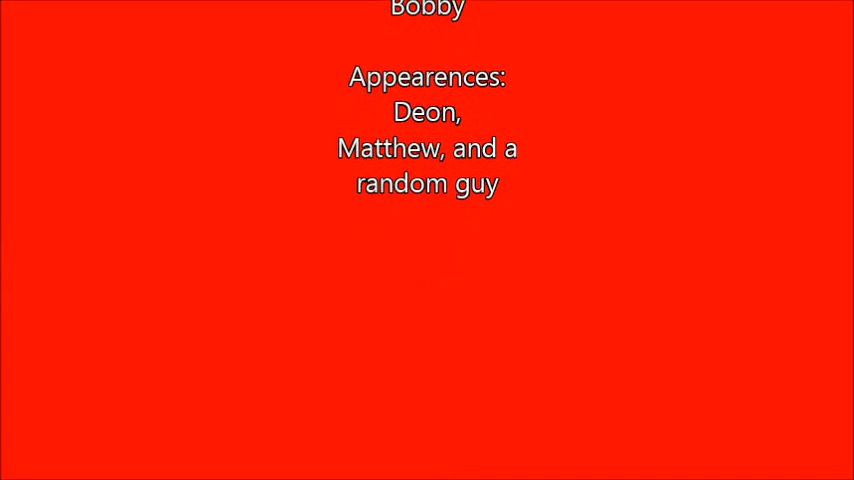 Bobby
Appearences:
Deon,
Matthew, and a
random guy